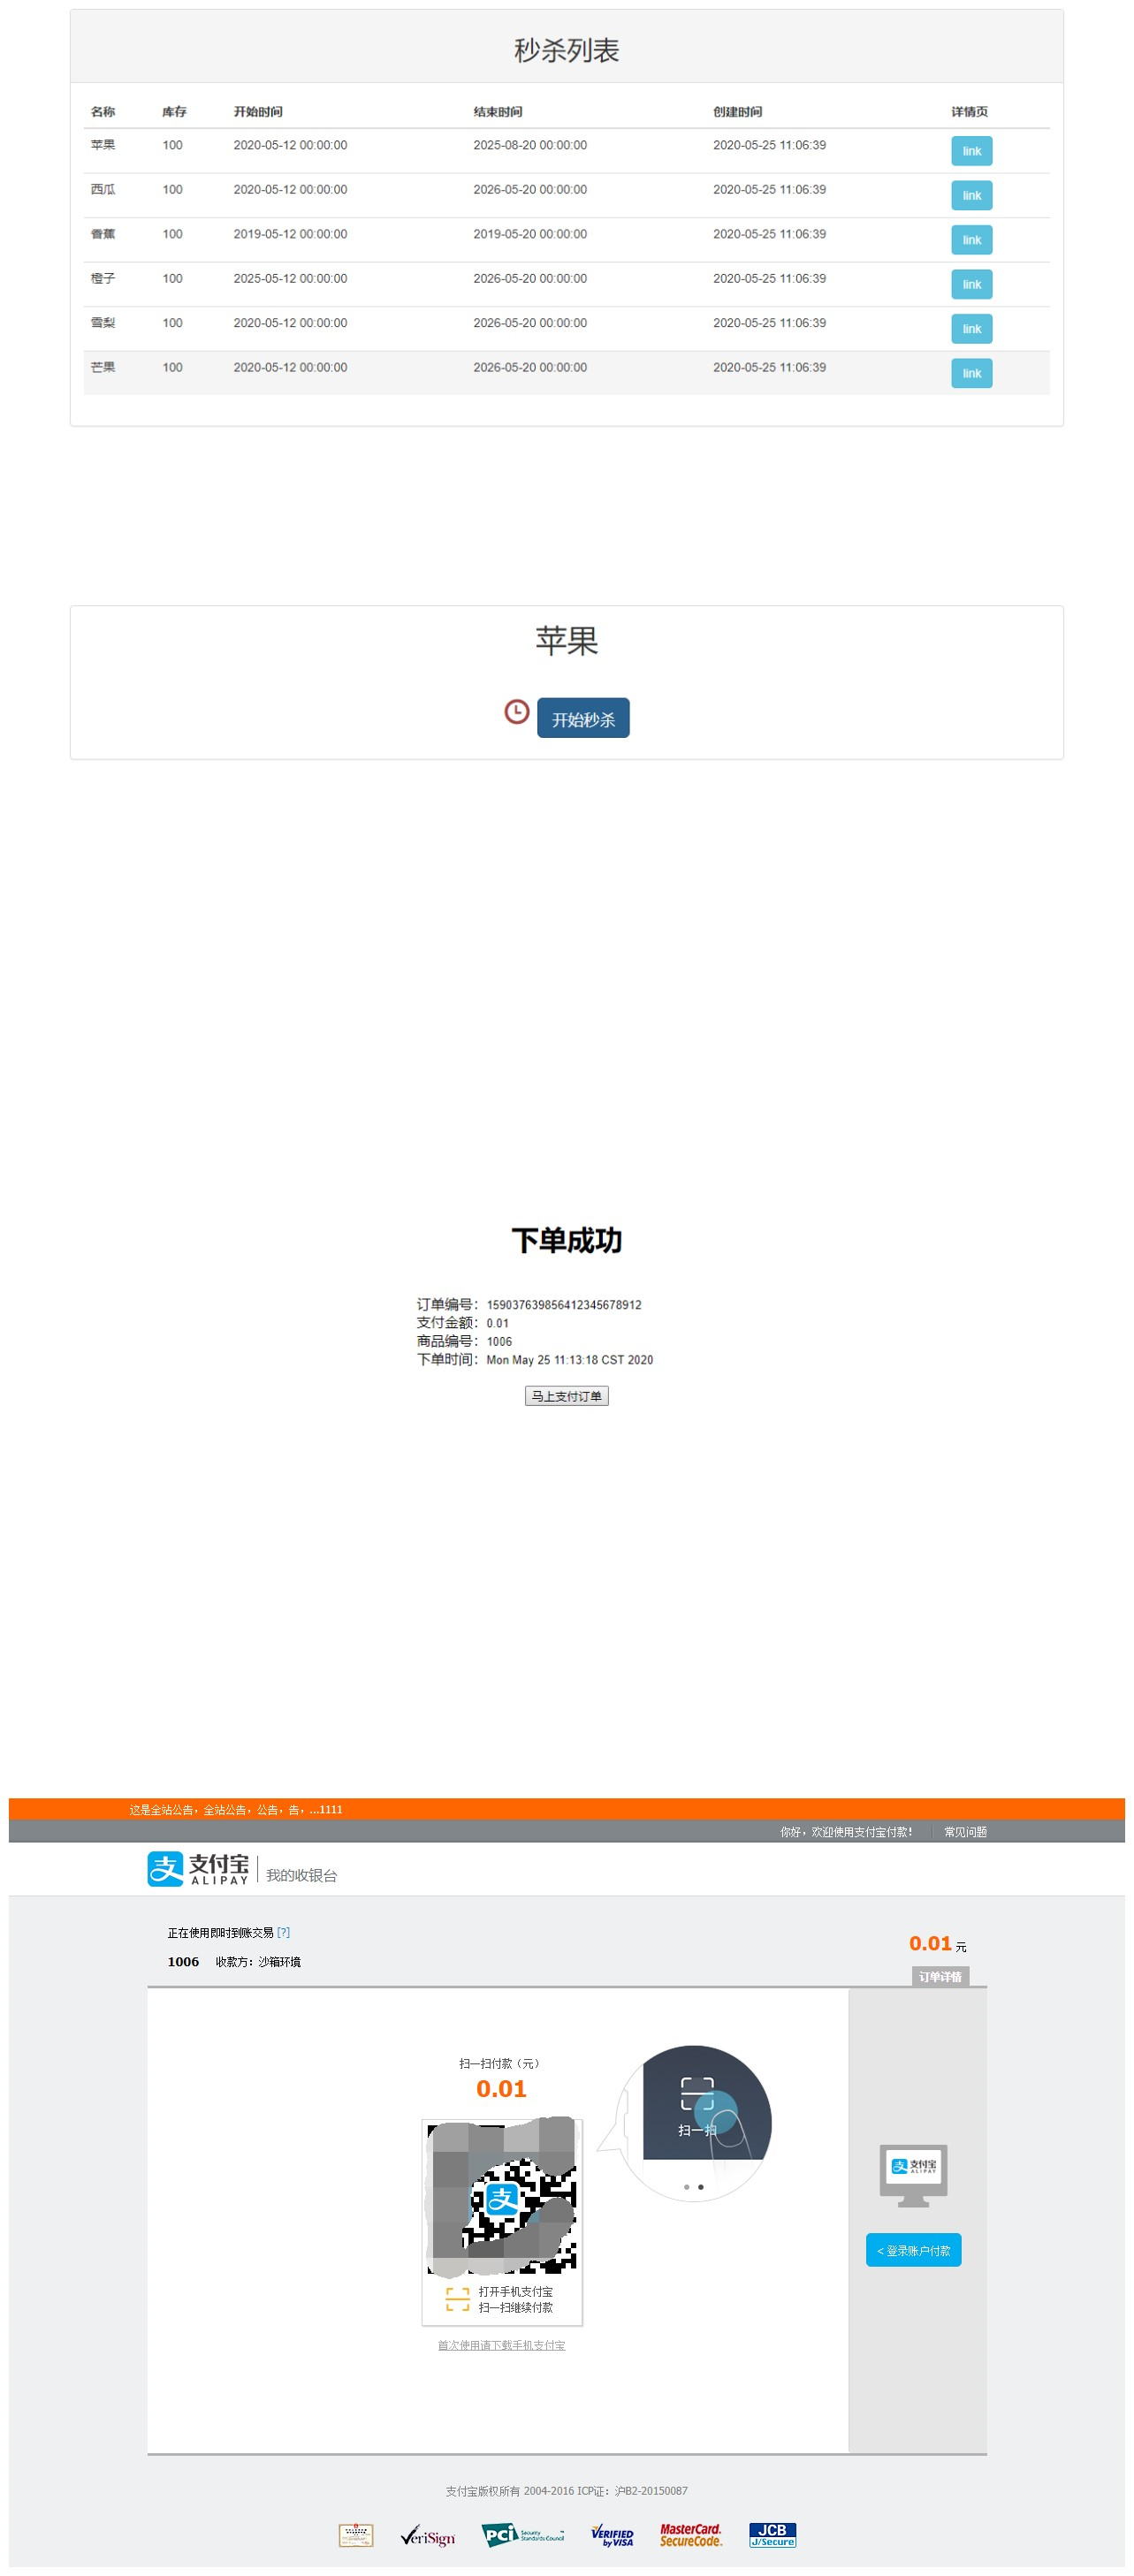 秒杀列表
名称 库存 开始时间 结束时间 创建时间 详情页
苹果 100 2020-05-12 00:00:00 2025-08-20 00:00:00 2020-05-25 11:06:39 link
西瓜 100 2020-05-12 00:00:00 2026-05-20 00:00:00 2020-05-25 11:06:39 link
香蕉 100 2019-05-12 00:00:00 2019-05-20 00:00:00 2020-05-25 11:06:39 link
橙子 100 2025-05-12 00:00:00 2026-05-20 00:00:00 2020-05-25 11:06:39 link
雪梨 100 2020-05-12 00:00:00 2026-05-20 00:00:00 2020-05-25 11:06:39 link
芒果 100 2020-05-12 00:00:00 2026-05-20 00:00:00 2020-05-25 11:06:39 link
苹果
开始秒杀
下单成功
订单编号：159037639856412345678912
支付金额：0.01
商品编号：1006
下单时间：Mon May 25 11:13:18 CST 2020
马上支付订单
这是全站公告，全站公告，公告，告，...1111
你好，欢迎使用支付宝付款！ 常见问题
支付宝 ALIPAY 我的收银台
正在使用即时到账交易 [?]
0.01 元
1006 收款方：沙箱环境
订单详情
扫一扫付款（元）
0.01
扫一扫
支付宝
ALIPAY
< 登录账户付款
打开手机支付宝
扫一扫继续付款
首次使用请下载手机支付宝
支付宝版权所有 2004-2016 ICP证：沪B2-20150087
VeriSign PCI Security Standards Council VERIFIED by VISA MasterCard. SecureCode. JCB J/Secure